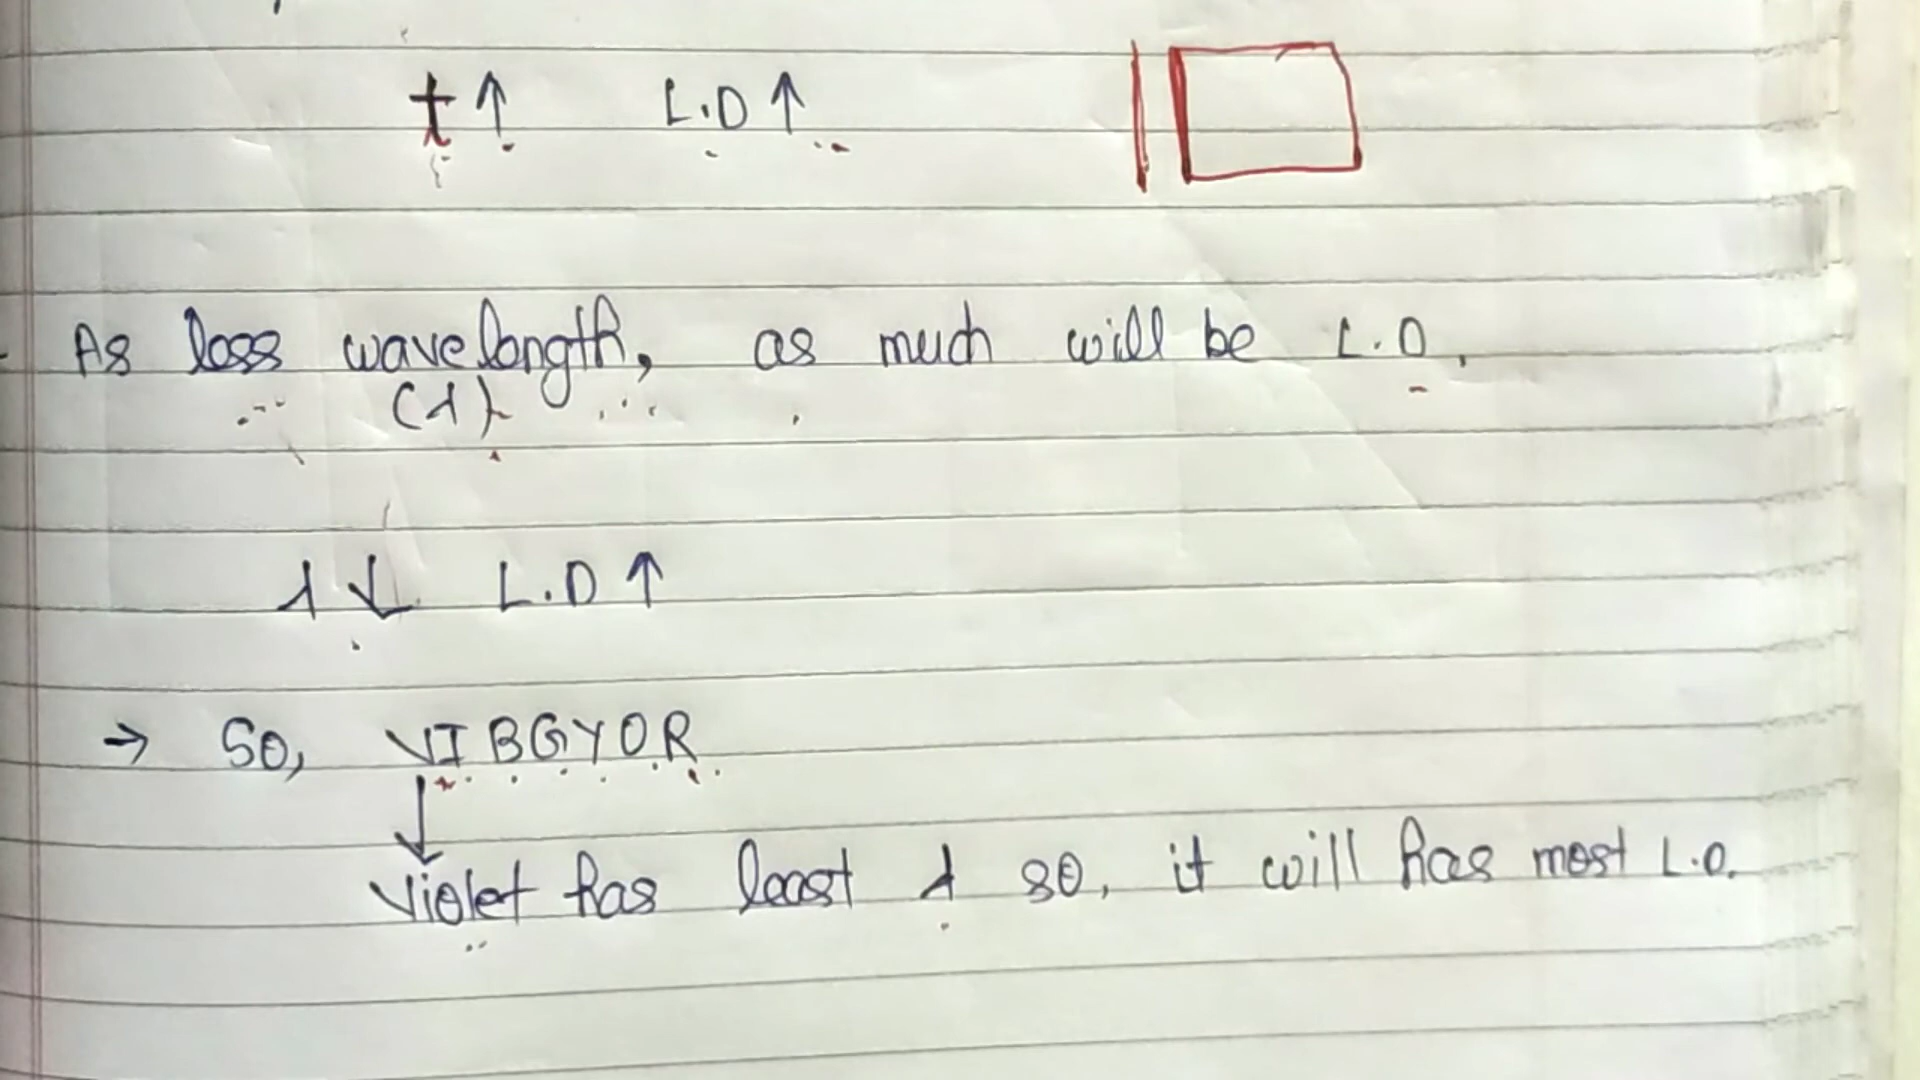 t ↑ L.D ↑
As less wavelength, as much will be L.D.
(λ)
λ ↓ L.D ↑
→ So, VIBGYOR
↓
Violet has least λ so, it will has most L.D.